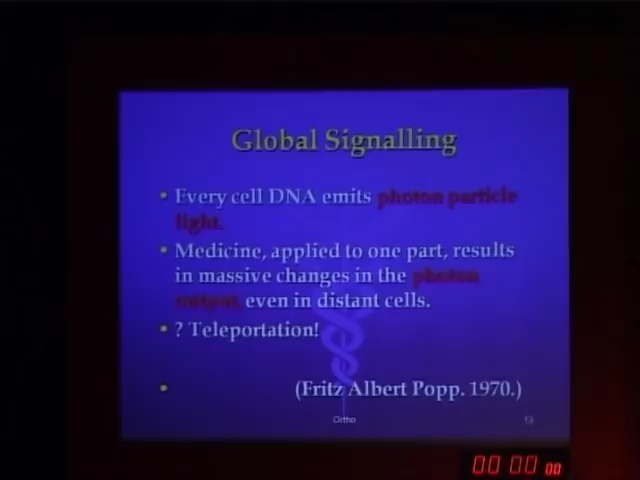 Global Signalling
• Every cell DNA emits photon particle
light.
• Medicine, applied to one part, results
in massive changes in the photon
output, even in distant cells.
• ? Teleportation!
• (Fritz Albert Popp. 1970.)
Ortho 13
00 00 00